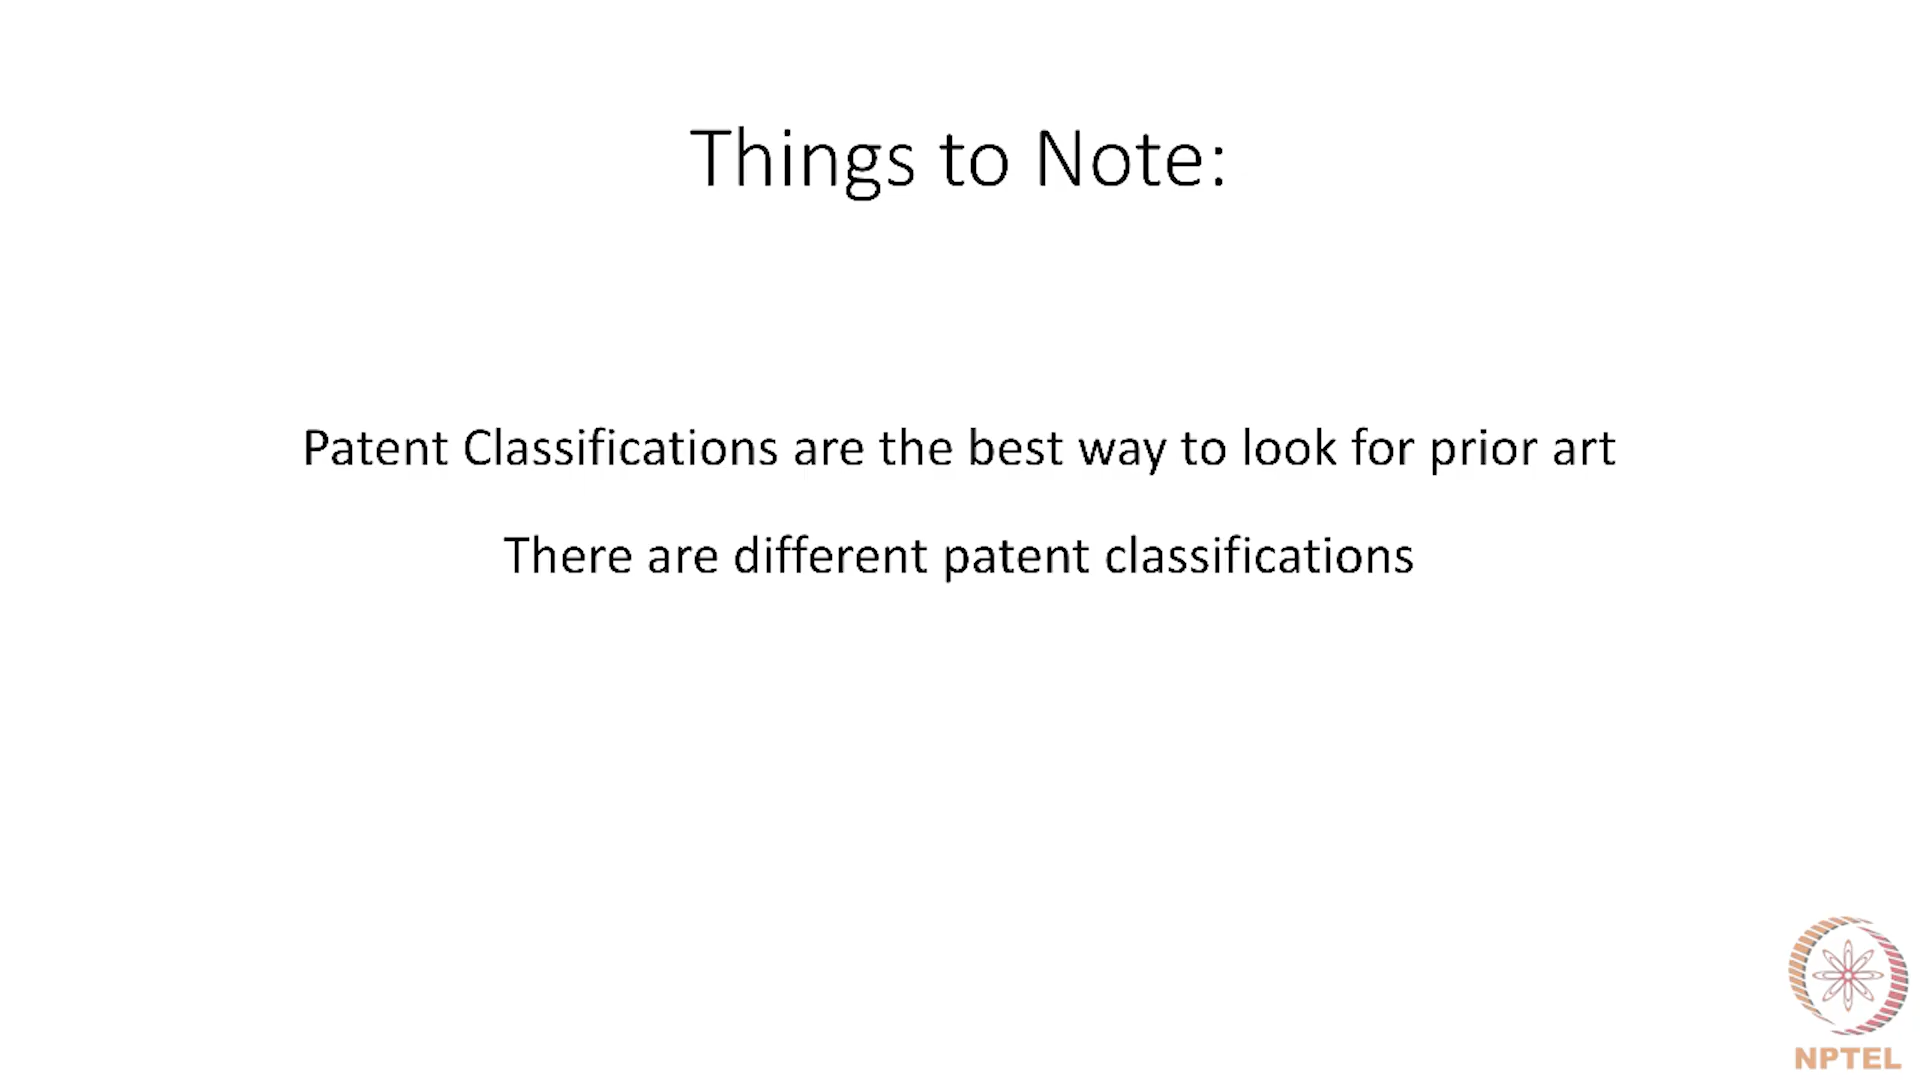 Things to Note:
Patent Classifications are the best way to look for prior art
There are different patent classifications
NPTEL